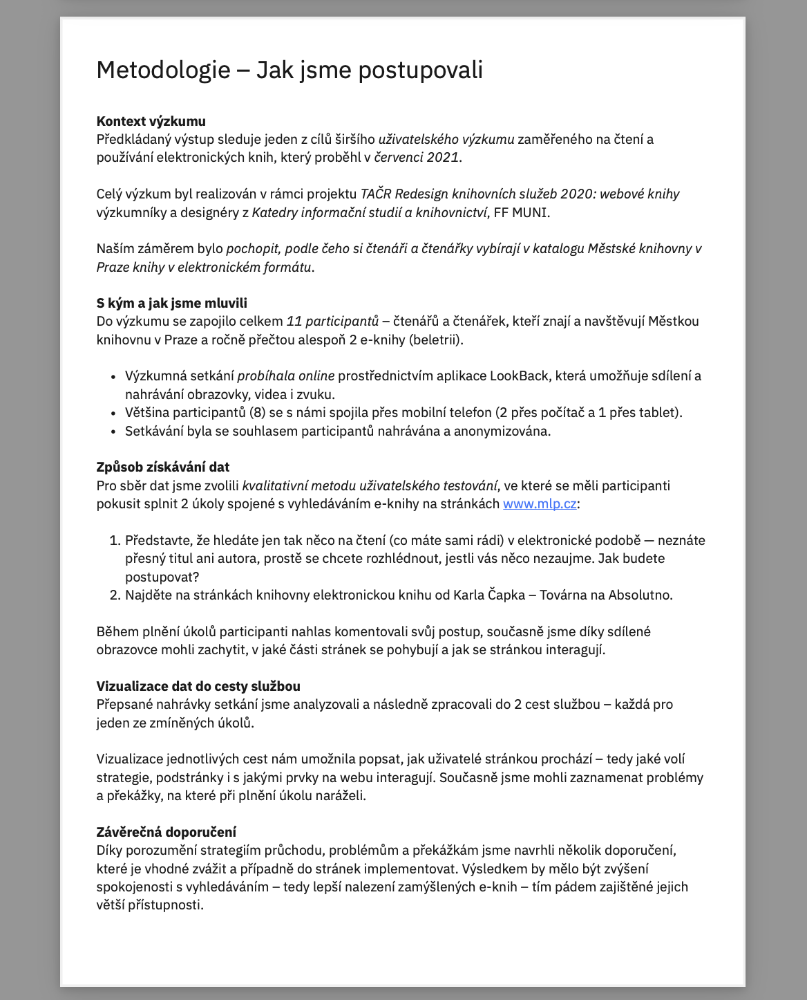 Metodologie – Jak jsme postupovali
Kontext výzkumu
Předkládaný výstup sleduje jeden z cílů širšího uživatelského výzkumu zaměřeného na čtení a
používání elektronických knih, který proběhl v červenci 2021.
Celý výzkum byl realizován v rámci projektu TAČR Redesign knihovních služeb 2020: webové knihy
výzkumníky a designéry z Katedry informační studií a knihovnictví, FF MUNI.
Naším záměrem bylo pochopit, podle čeho si čtenáři a čtenářky vybírají v katalogu Městské knihovny v
Praze knihy v elektronickém formátu.
S kým a jak jsme mluvili
Do výzkumu se zapojilo celkem 11 participantů – čtenářů a čtenářek, kteří znají a navštěvují Městkou
knihovnu v Praze a ročně přečtou alespoň 2 e-knihy (beletrii).
• Výzkumná setkání probíhala online prostřednictvím aplikace LookBack, která umožňuje sdílení a
nahrávání obrazovky, videa i zvuku.
• Většina participantů (8) se s námi spojila přes mobilní telefon (2 přes počítač a 1 přes tablet).
• Setkávání byla se souhlasem participantů nahrávána a anonymizována.
Způsob získávání dat
Pro sběr dat jsme zvolili kvalitativní metodu uživatelského testování, ve které se měli participanti
pokusit splnit 2 úkoly spojené s vyhledáváním e-knihy na stránkách www.mlp.cz:
1. Představte, že hledáte jen tak něco na čtení (co máte sami rádi) v elektronické podobě — neznáte
přesný titul ani autora, prostě se chcete rozhlédnout, jestli vás něco nezaujme. Jak budete
postupovat?
2. Najděte na stránkách knihovny elektronickou knihu od Karla Čapka – Továrna na Absolutno.
Během plnění úkolů participanti nahlas komentovali svůj postup, současně jsme díky sdílené
obrazovce mohli zachytit, v jaké části stránek se pohybují a jak se stránkou interagují.
Vizualizace dat do cesty službou
Přepsané nahrávky setkání jsme analyzovali a následně zpracovali do 2 cest službou – každá pro
jeden ze zmíněných úkolů.
Vizualizace jednotlivých cest nám umožnila popsat, jak uživatelé stránkou prochází – tedy jaké volí
strategie, podstránky i s jakými prvky na webu interagují. Současně jsme mohli zaznamenat problémy
a překážky, na které při plnění úkolu naráželi.
Závěrečná doporučení
Díky porozumění strategiím průchodu, problémům a překážkám jsme navrhli několik doporučení,
které je vhodné zvážit a případně do stránek implementovat. Výsledkem by mělo být zvýšení
spokojenosti s vyhledáváním – tedy lepší nalezení zamýšlených e-knih – tím pádem zajištěné jejich
větší přístupnosti.